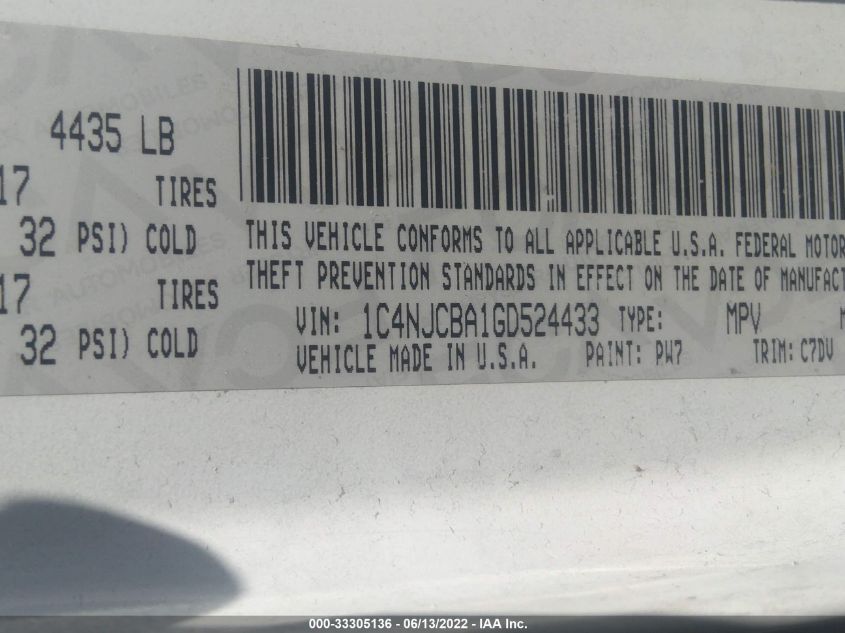 4435 LB
17 TIRES
32 PSI) COLD
17 TIRES
32 PSI) COLD
THIS VEHICLE CONFORMS TO ALL APPLICABLE U.S.A. FEDERAL MOTOR
THEFT PREVENTION STANDARDS IN EFFECT ON THE DATE OF MANUFACT
VIN: 1C4NJCBA1GD524433 TYPE: MPV
VEHICLE MADE IN U.S.A. PAINT: PW7 TRIM: C7DV
000-33305136 - 06/13/2022 - IAA Inc.